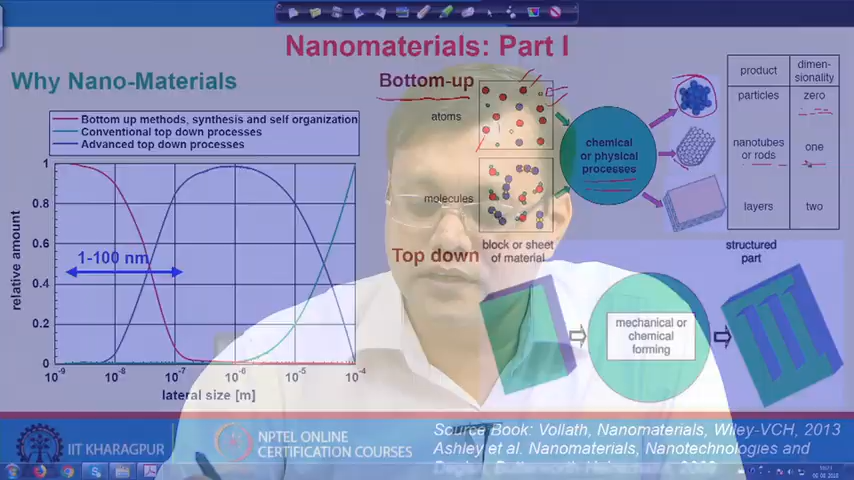 Nanomaterials: Part I
Why Nano-Materials
Bottom up methods, synthesis and self organization
Conventional top down processes
Advanced top down processes
relative amount
1
0.8
0.6
0.4
0.2
0
1-100 nm
10-9
10-8
10-7
10-6
10-5
10-4
lateral size [m]
Bottom-up
atoms
molecules
chemical
or physical
processes
product
dimen-
sionality
particles
zero
nanotubes
or rods
one
layers
two
Top down
block or sheet
of material
mechanical or
chemical
forming
structured
part
IIT KHARAGPUR
NPTEL ONLINE
CERTIFICATION COURSES
Source Book: Vollath, Nanomaterials, Wiley-VCH, 2013
Ashley et al. Nanomaterials, Nanotechnologies and